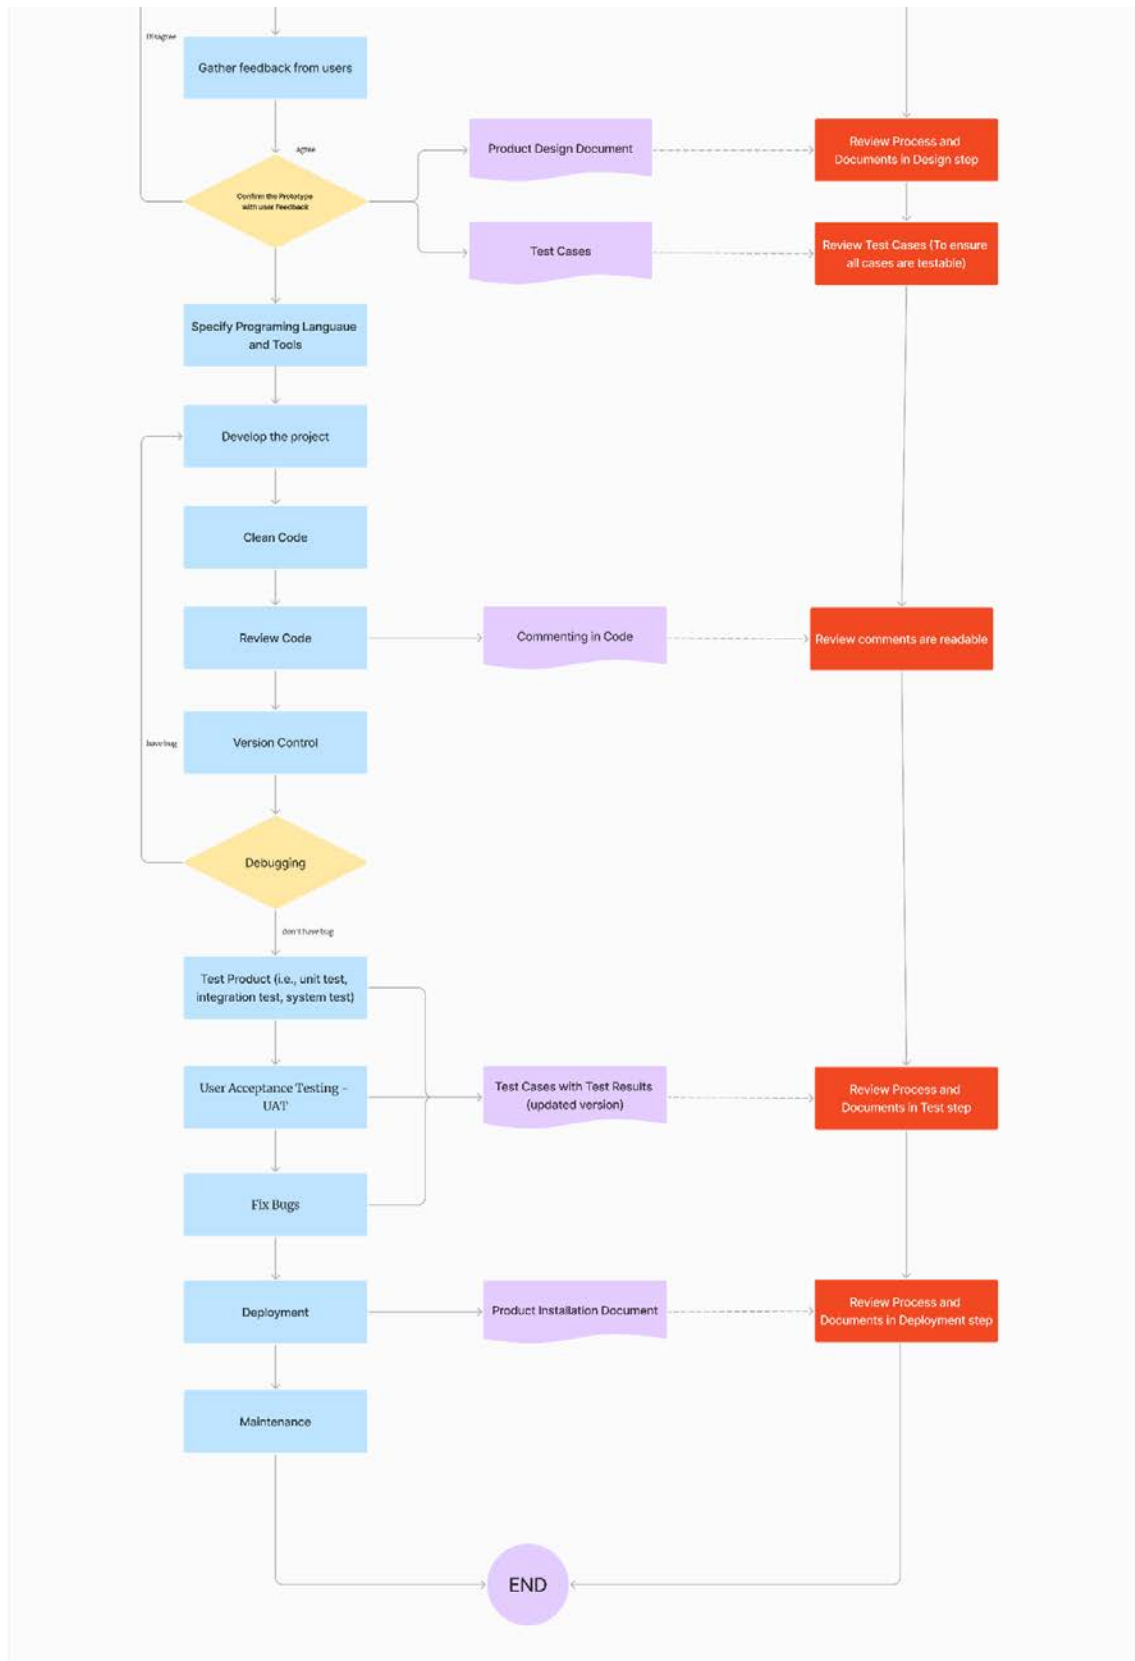 Disagree
Gather feedback from users
agree
Product Design Document
Review Process and
Documents in Design step
Confirm the Prototype
with user Feedback
Test Cases
Review Test Cases (To ensure
all cases are testable)
Specify Programing Languaue
and Tools
Develop the project
Clean Code
Review Code
Commenting in Code
Review comments are readable
have bug
Version Control
Debugging
don't have bug
Test Product (i.e., unit test,
integration test, system test)
User Acceptance Testing -
UAT
Test Cases with Test Results
(updated version)
Review Process and
Documents in Test step
Fix Bugs
Deployment
Product Installation Document
Review Process and
Documents in Deployment step
Maintenance
END